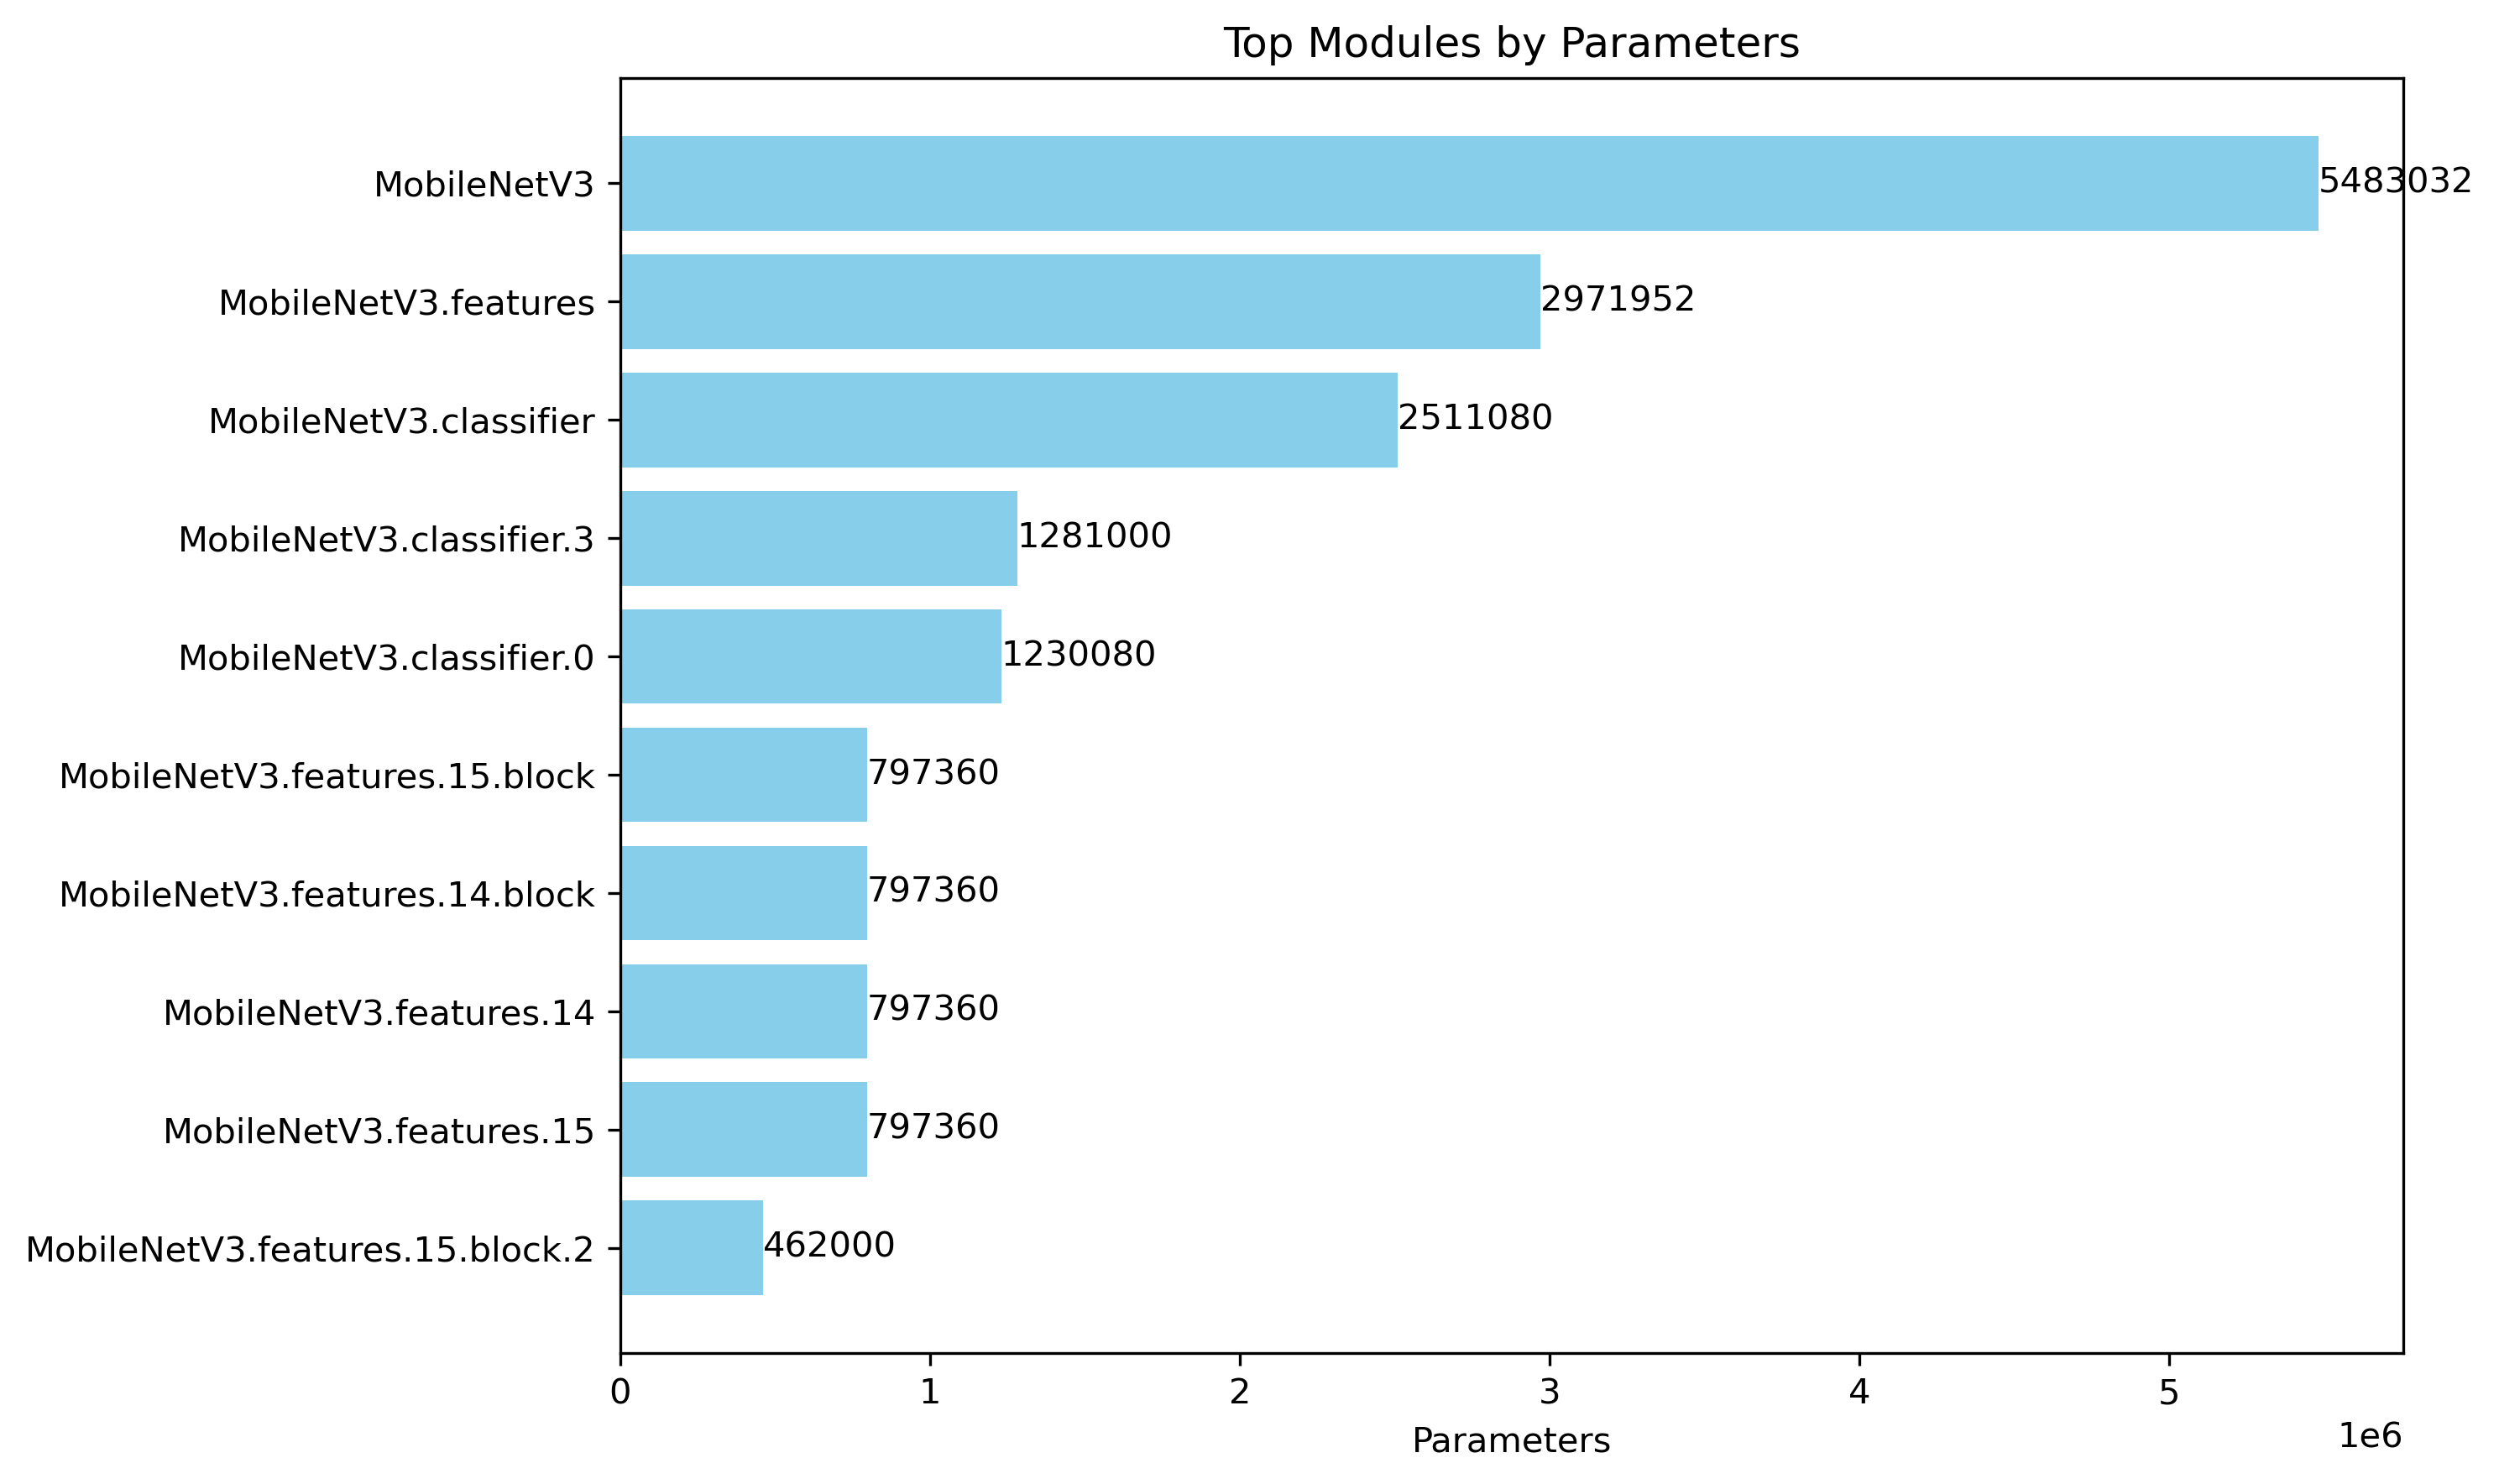 Top Modules by Parameters
MobileNetV3 5483032
MobileNetV3.features 2971952
MobileNetV3.classifier 2511080
MobileNetV3.classifier.3 1281000
MobileNetV3.classifier.0 1230080
MobileNetV3.features.15.block 797360
MobileNetV3.features.14.block 797360
MobileNetV3.features.14 797360
MobileNetV3.features.15 797360
MobileNetV3.features.15.block.2 462000
0 1 2 3 4 5
Parameters 1e6